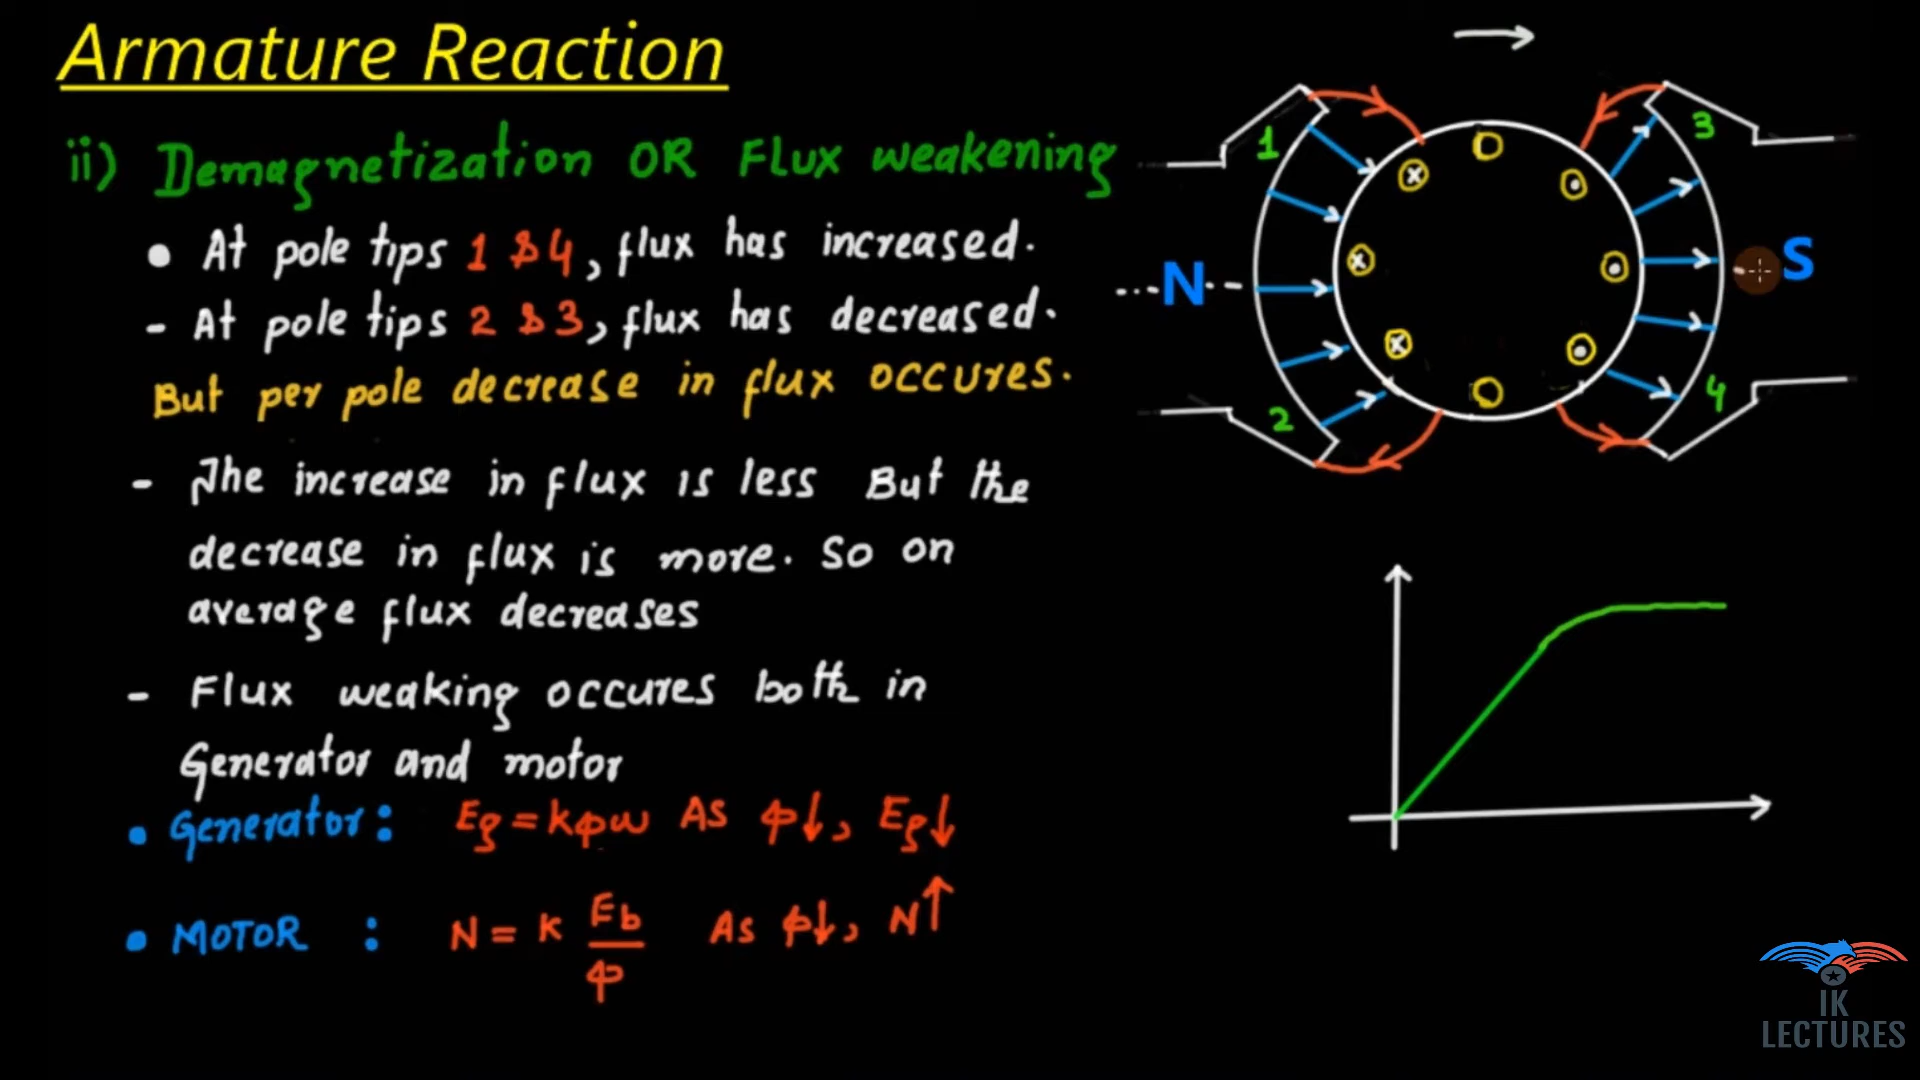 Armature Reaction
ii) Demagnetization OR Flux weakening
• At pole tips 1 & 4, flux has increased.
- At pole tips 2 & 3, flux has decreased.
But per pole decrease in flux occures.
- The increase in flux is less But the
decrease in flux is more. So on
average flux decreases
- Flux weaking occures both in
Generator and motor
• Generator: Eg = kφω As φ↓, Eg↓
• MOTOR : N = K Eb/φ As φ↓, N↑
1
3
N
S
2
4
IK
LECTURES